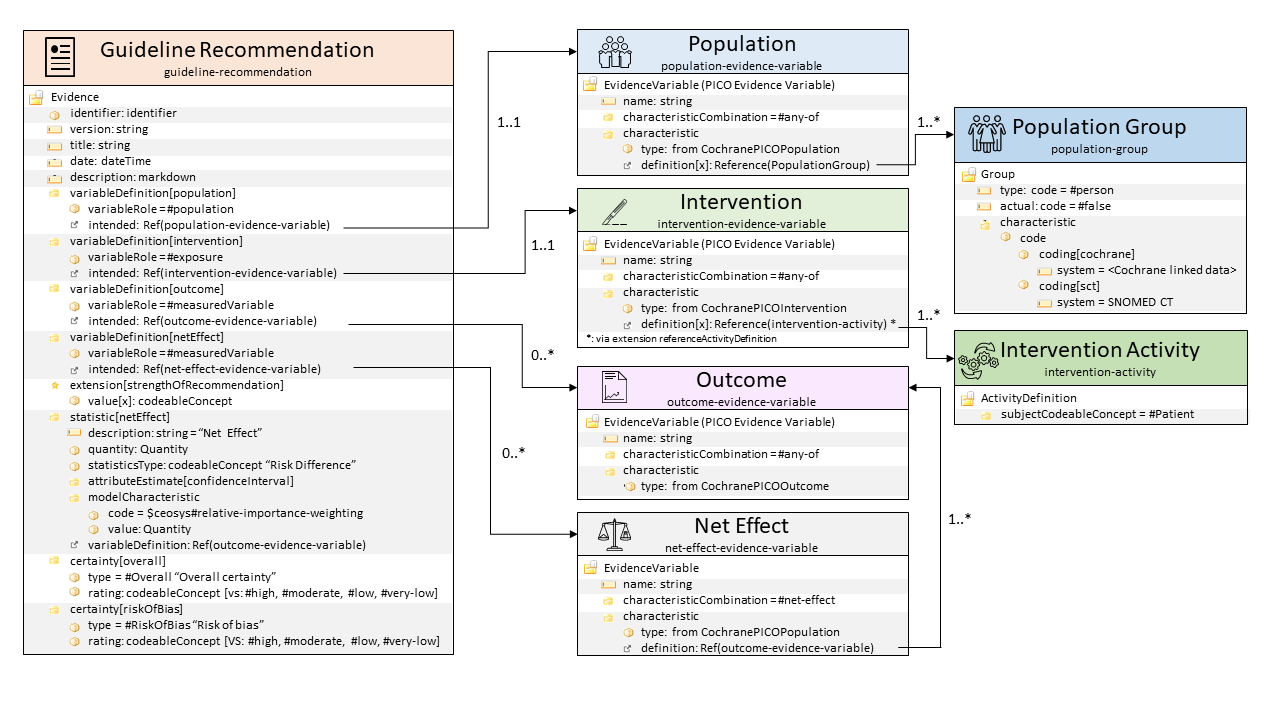 Guideline Recommendation
guideline-recommendation
Evidence
identifier: identifier
version: string
title: string
date: dateTime
description: markdown
variableDefinition[population]
variableRole =#population
intended: Ref(population-evidence-variable)
variableDefinition[intervention]
variableRole =#exposure
intended: Ref(intervention-evidence-variable)
variableDefinition[outcome]
variableRole =#measuredVariable
intended: Ref(outcome-evidence-variable)
variableDefinition[netEffect]
variableRole =#measuredVariable
intended: Ref(net-effect-evidence-variable)
extension[strengthOfRecommendation]
value[x]: codeableConcept
statistic[netEffect]
description: string = “Net Effect”
quantity: Quantity
statisticsType: codeableConcept “Risk Difference”
attributeEstimate[confidenceInterval]
modelCharacteristic
code = $ceosys#relative-importance-weighting
value: Quantity
variableDefinition: Ref(outcome-evidence-variable)
certainty[overall]
type = #Overall “Overall certainty”
rating: codeableConcept [vs: #high, #moderate, #low, #very-low]
certainty[riskOfBias]
type = #RiskOfBias “Risk of bias”
rating: codeableConcept [VS: #high, #moderate, #low, #very-low]
1..1
1..1
0..*
0..*
Population
population-evidence-variable
EvidenceVariable (PICO Evidence Variable)
name: string
characteristicCombination =#any-of
characteristic
type: from CochranePICOPopulation
definition[x]: Reference(PopulationGroup)
Intervention
intervention-evidence-variable
EvidenceVariable (PICO Evidence Variable)
name: string
characteristicCombination =#any-of
characteristic
type: from CochranePICOIntervention
definition[x]: Reference(intervention-activity) *
*: via extension referenceActivityDefinition
Outcome
outcome-evidence-variable
EvidenceVariable (PICO Evidence Variable)
name: string
characteristicCombination =#any-of
characteristic
type: from CochranePICOOutcome
Net Effect
net-effect-evidence-variable
EvidenceVariable
name: string
characteristicCombination =#net-effect
characteristic
type: from CochranePICOPopulation
definition: Ref(outcome-evidence-variable)
1..*
1..*
1..*
Population Group
population-group
Group
type: code = #person
actual: code = #false
characteristic
code
coding[cochrane]
system = <Cochrane linked data>
coding[sct]
system = SNOMED CT
Intervention Activity
intervention-activity
ActivityDefinition
subjectCodeableConcept = #Patient